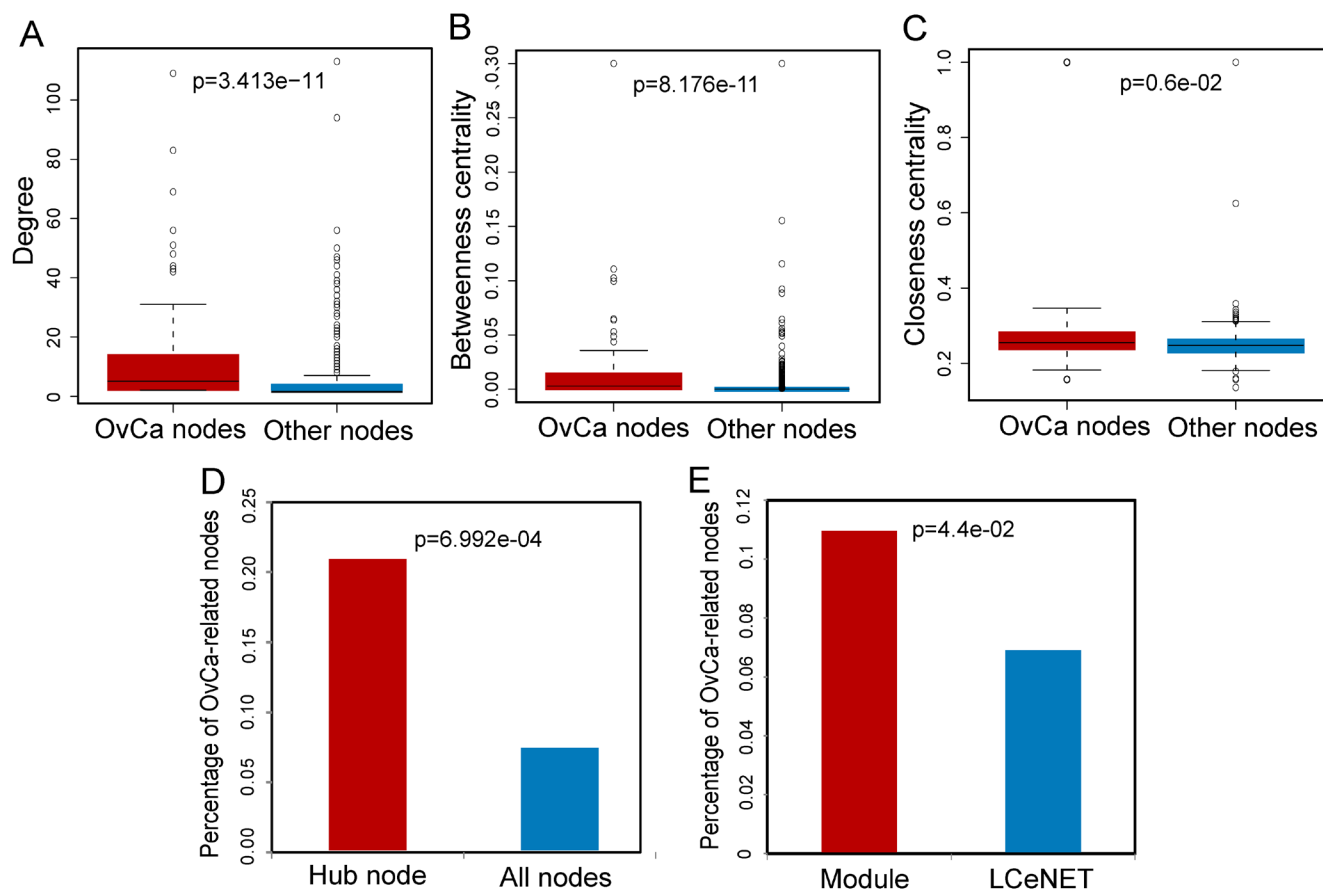 A
Degree
0
20
40
60
80
100
p=3.413e−11
OvCa nodes
Other nodes
B
Betweenness centrality
0.00
0.05
0.10
0.15
0.20
0.25
0.30
p=8.176e-11
OvCa nodes
Other nodes
C
Closeness centrality
0.2
0.4
0.6
0.8
1.0
p=0.6e-02
OvCa nodes
Other nodes
D
Percentage of OvCa-related nodes
0.00
0.05
0.10
0.15
0.20
0.25
p=6.992e-04
Hub node
All nodes
E
Percentage of OvCa-related nodes
0
0.02
0.04
0.06
0.08
0.1
0.12
p=4.4e-02
Module
LCeNET